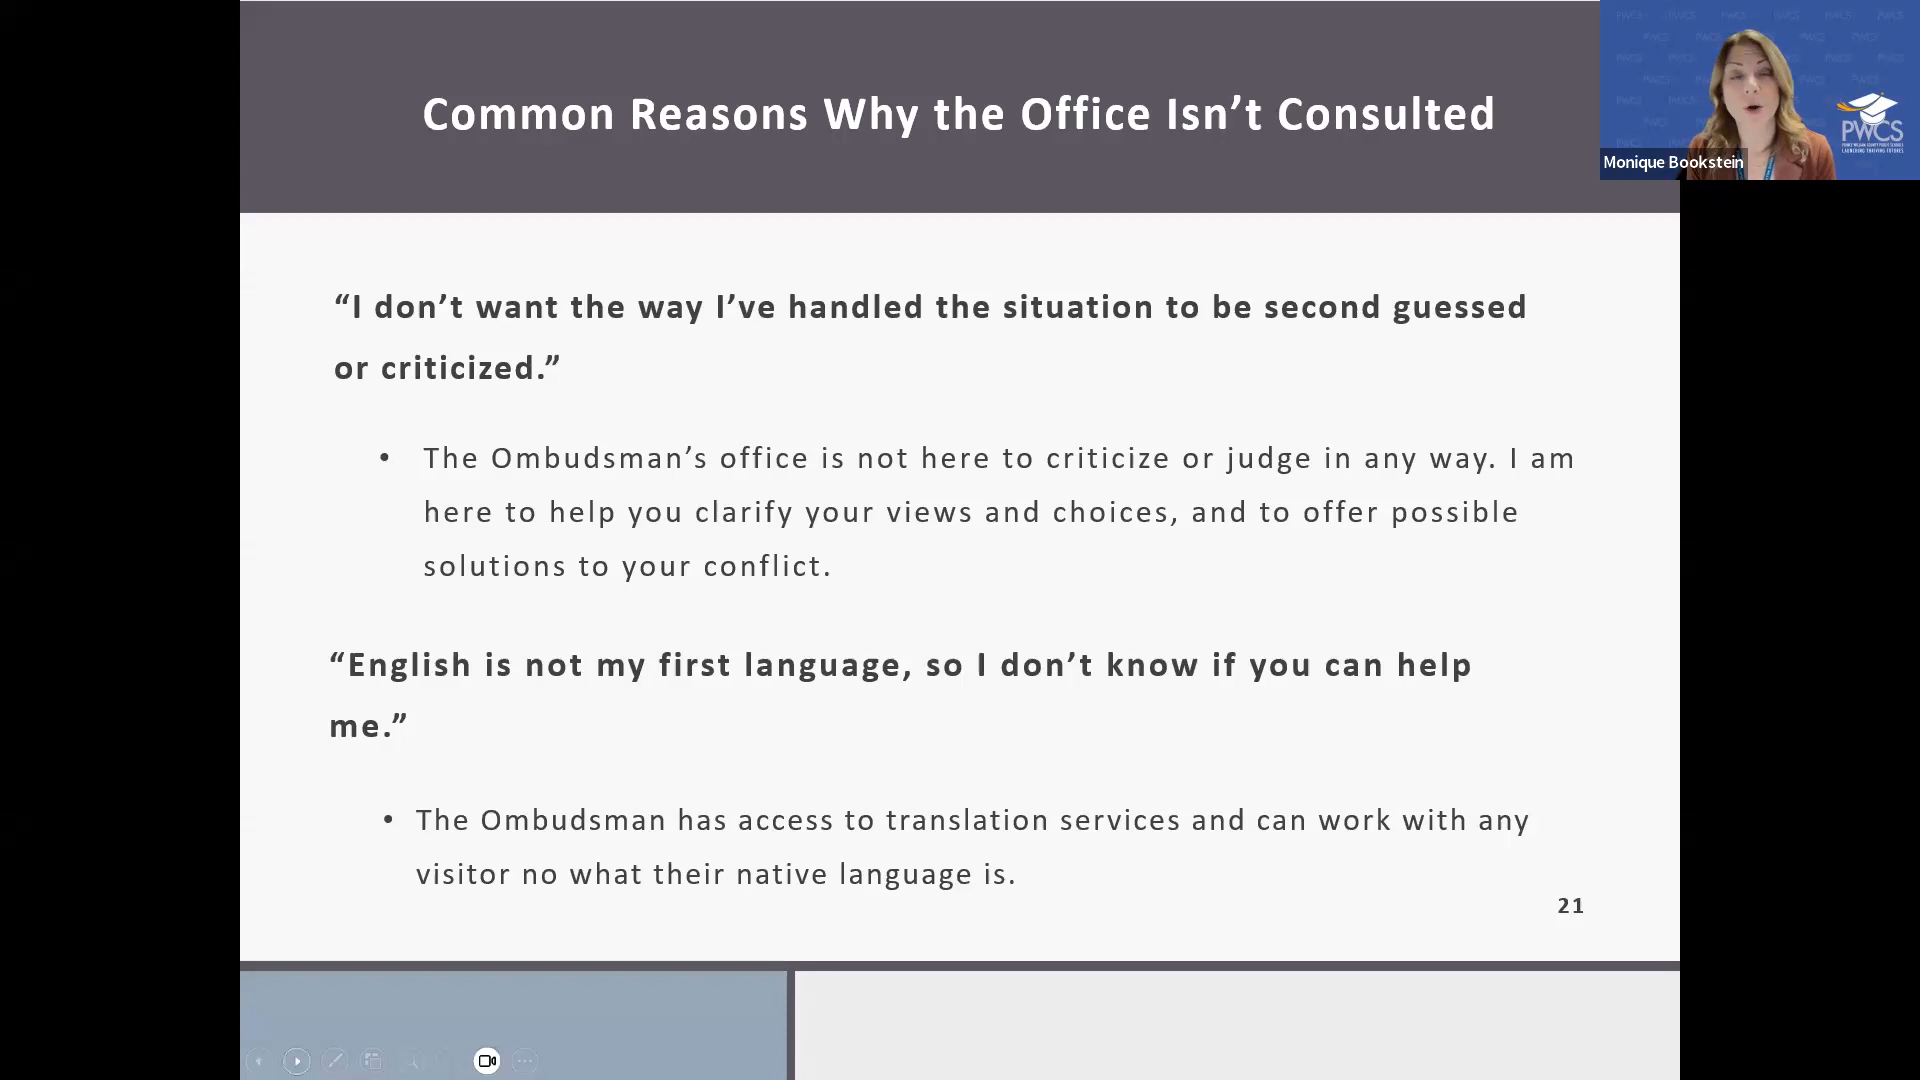 Common Reasons Why the Office Isn’t Consulted
PWCS
Monique Bookstein
“I don’t want the way I’ve handled the situation to be second guessed
or criticized.”
• The Ombudsman’s office is not here to criticize or judge in any way. I am
here to help you clarify your views and choices, and to offer possible
solutions to your conflict.
“English is not my first language, so I don’t know if you can help
me.”
• The Ombudsman has access to translation services and can work with any
visitor no what their native language is.
21